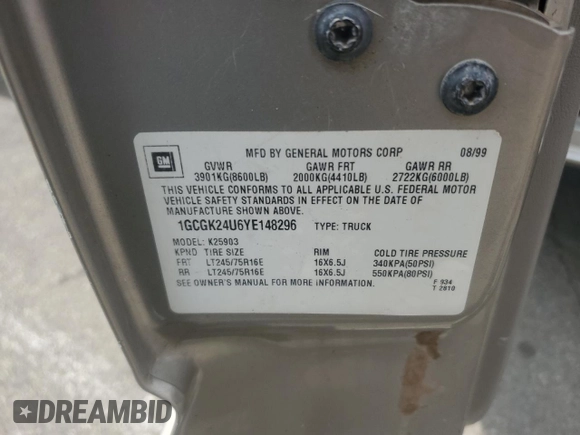 GM
MFD BY GENERAL MOTORS CORP 08/99
GVWR GAWR FRT GAWR RR
3901KG(8600LB) 2000KG(4410LB) 2722KG(6000LB)
THIS VEHICLE CONFORMS TO ALL APPLICABLE U.S. FEDERAL MOTOR
VEHICLE SAFETY STANDARDS IN EFFECT ON THE DATE OF
MANUFACTURE SHOWN ABOVE.
1GCGK24U6YE148296 TYPE: TRUCK
MODEL: K25903
KPND TIRE SIZE RIM COLD TIRE PRESSURE
FRT LT245/75R16E 16X6.5J 340KPA(50PSI)
RR LT245/75R16E 16X6.5J 550KPA(80PSI)
SEE OWNER'S MANUAL FOR MORE INFORMATION.
F 934
T 2810
DREAMBID